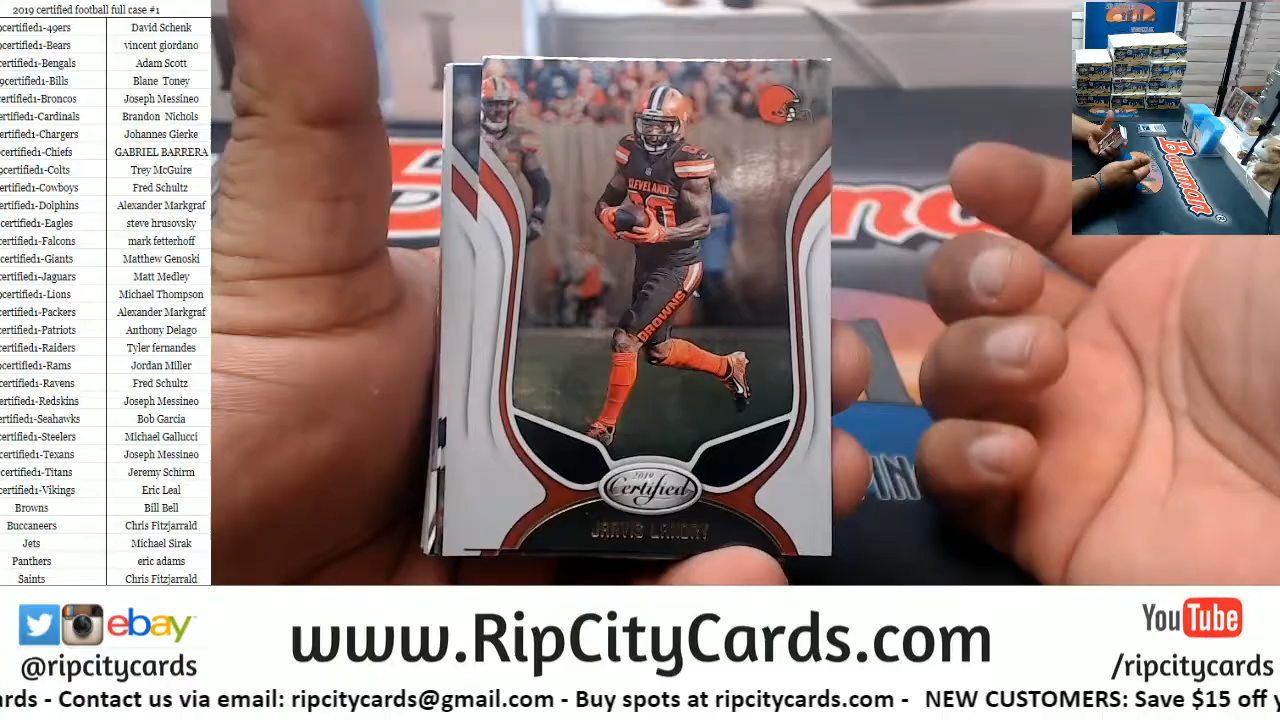 2019 certified football full case #1
certified1-49ers David Schenk
certified1-Bears vincent giordano
certified1-Bengals Adam Scott
9certified1-Bills Blane Toney
certified1-Broncos Joseph Messineo
certified1-Cardinals Brandon Nichols
certified1-Chargers Johannes Gierke
certified1-Chiefs GABRIEL BARRERA
9certified1-Colts Trey McGuire
certified1-Cowboys Fred Schultz
certified1-Dolphins Alexander Markgraf
certified1-Eagles steve hrusovsky
certified1-Falcons mark fetterhoff
certified1-Giants Matthew Genoski
certified1-Jaguars Matt Medley
certified1-Lions Michael Thompson
certified1-Packers Alexander Markgraf
certified1-Patriots Anthony Delago
certified1-Raiders Tyler fernandes
certified1-Rams Jordan Miller
certified1-Ravens Fred Schultz
certified1-Redskins Joseph Messineo
certified1-Seahawks Bob Garcia
certified1-Steelers Michael Gallucci
certified1-Texans Joseph Messineo
certified1-Titans Jeremy Schirm
certified1-Vikings Eric Leal
Browns Bill Bell
Buccaneers Chris Fitzjarrald
Jets Michael Sirak
Panthers eric adams
Saints Chris Fitzjarrald
CLEVELAND
80
BROWNS
2019
Certified
JARVIS LANDRY
Bowman
ebay
@ripcitycards
www.RipCityCards.com
YouTube
/ripcitycards
ards - Contact us via email: ripcitycards@gmail.com - Buy spots at ripcitycards.com - NEW CUSTOMERS: Save $15 off y